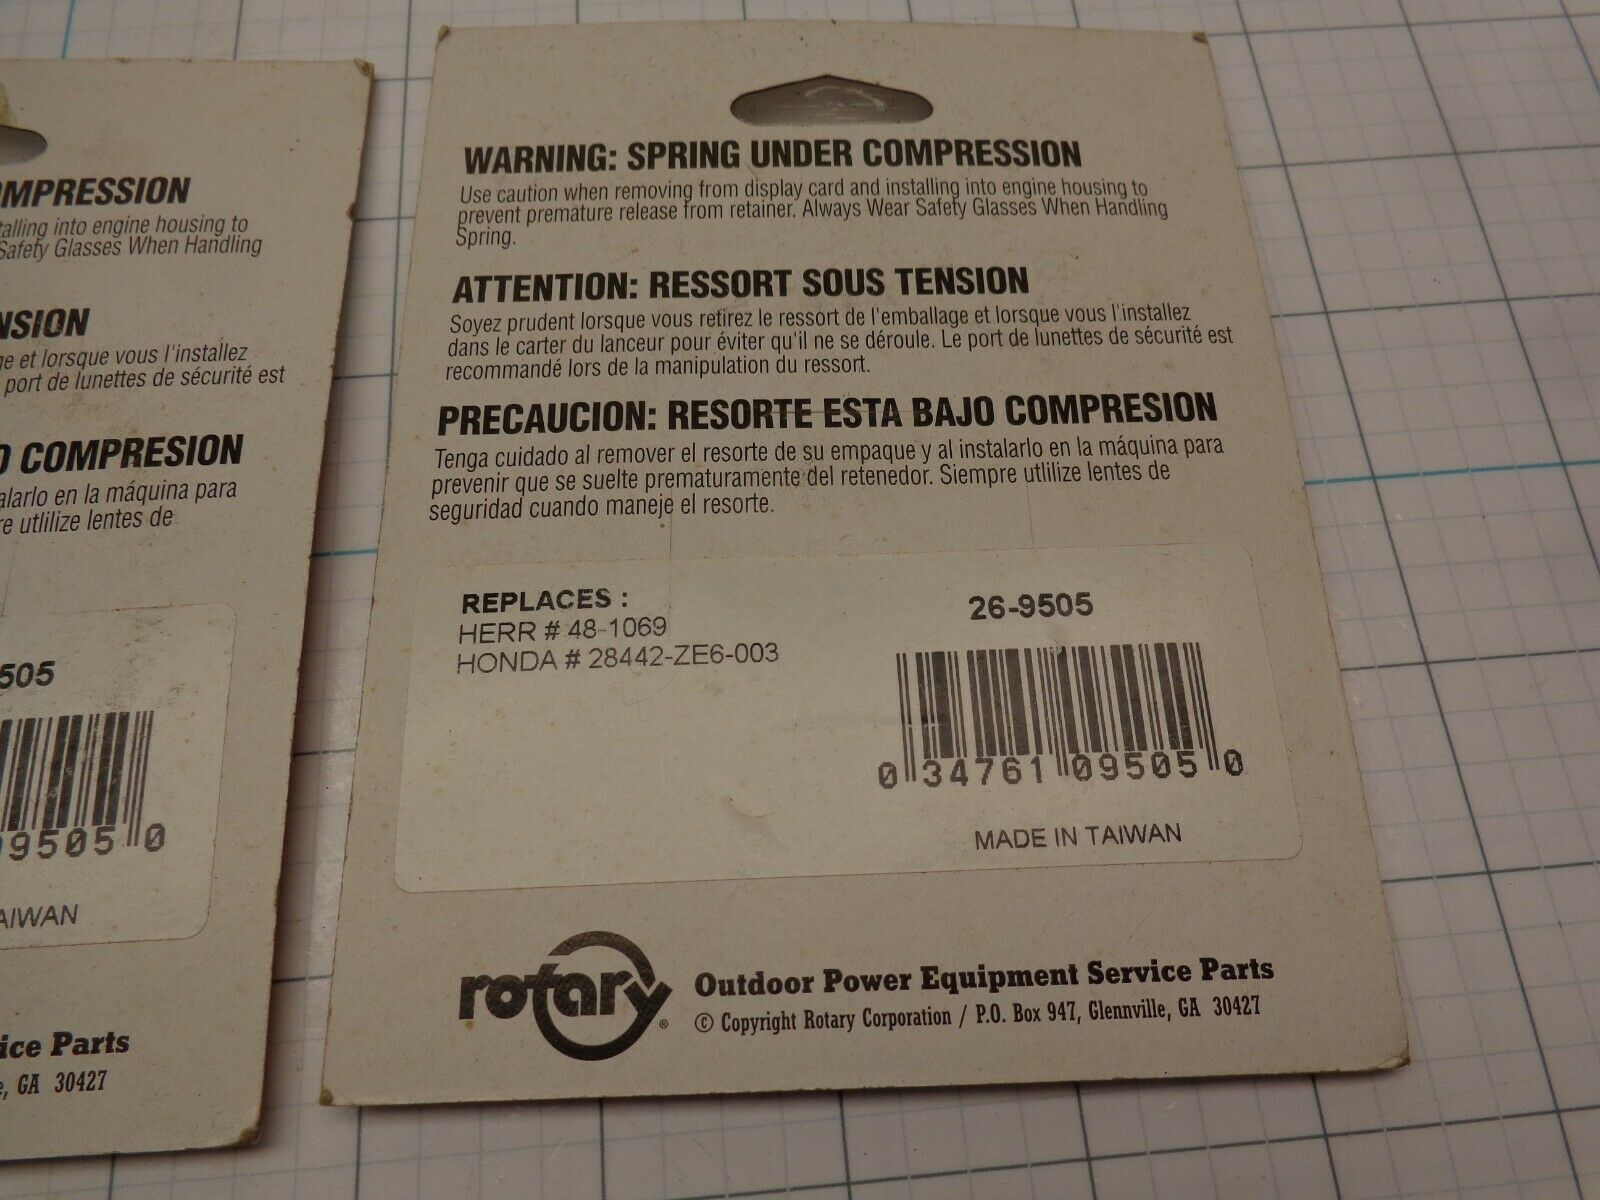 OMPRESSION
talling into engine housing to
Safety Glasses When Handling
NSION
ge et lorsque vous l'installez
port de lunettes de sécurité est
O COMPRESION
alarlo en la máquina para
re utlilize lentes de
505
09505 0
AIWAN
ice Parts
e, GA 30427
WARNING: SPRING UNDER COMPRESSION
Use caution when removing from display card and installing into engine housing to
prevent premature release from retainer. Always Wear Safety Glasses When Handling
Spring.
ATTENTION: RESSORT SOUS TENSION
Soyez prudent lorsque vous retirez le ressort de l'emballage et lorsque vous l'installez
dans le carter du lanceur pour éviter qu'il ne se déroule. Le port de lunettes de sécurité est
recommandé lors de la manipulation du ressort.
PRECAUCION: RESORTE ESTA BAJO COMPRESION
Tenga cuidado al remover el resorte de su empaque y al instalarlo en la máquina para
prevenir que se suelte prematuramente del retenedor. Siempre utlilize lentes de
seguridad cuando maneje el resorte.
REPLACES :
HERR # 48-1069
HONDA # 28442-ZE6-003
26-9505
0 34761 09505 0
MADE IN TAIWAN
rotary®
Outdoor Power Equipment Service Parts
© Copyright Rotary Corporation / P.O. Box 947, Glennville, GA 30427